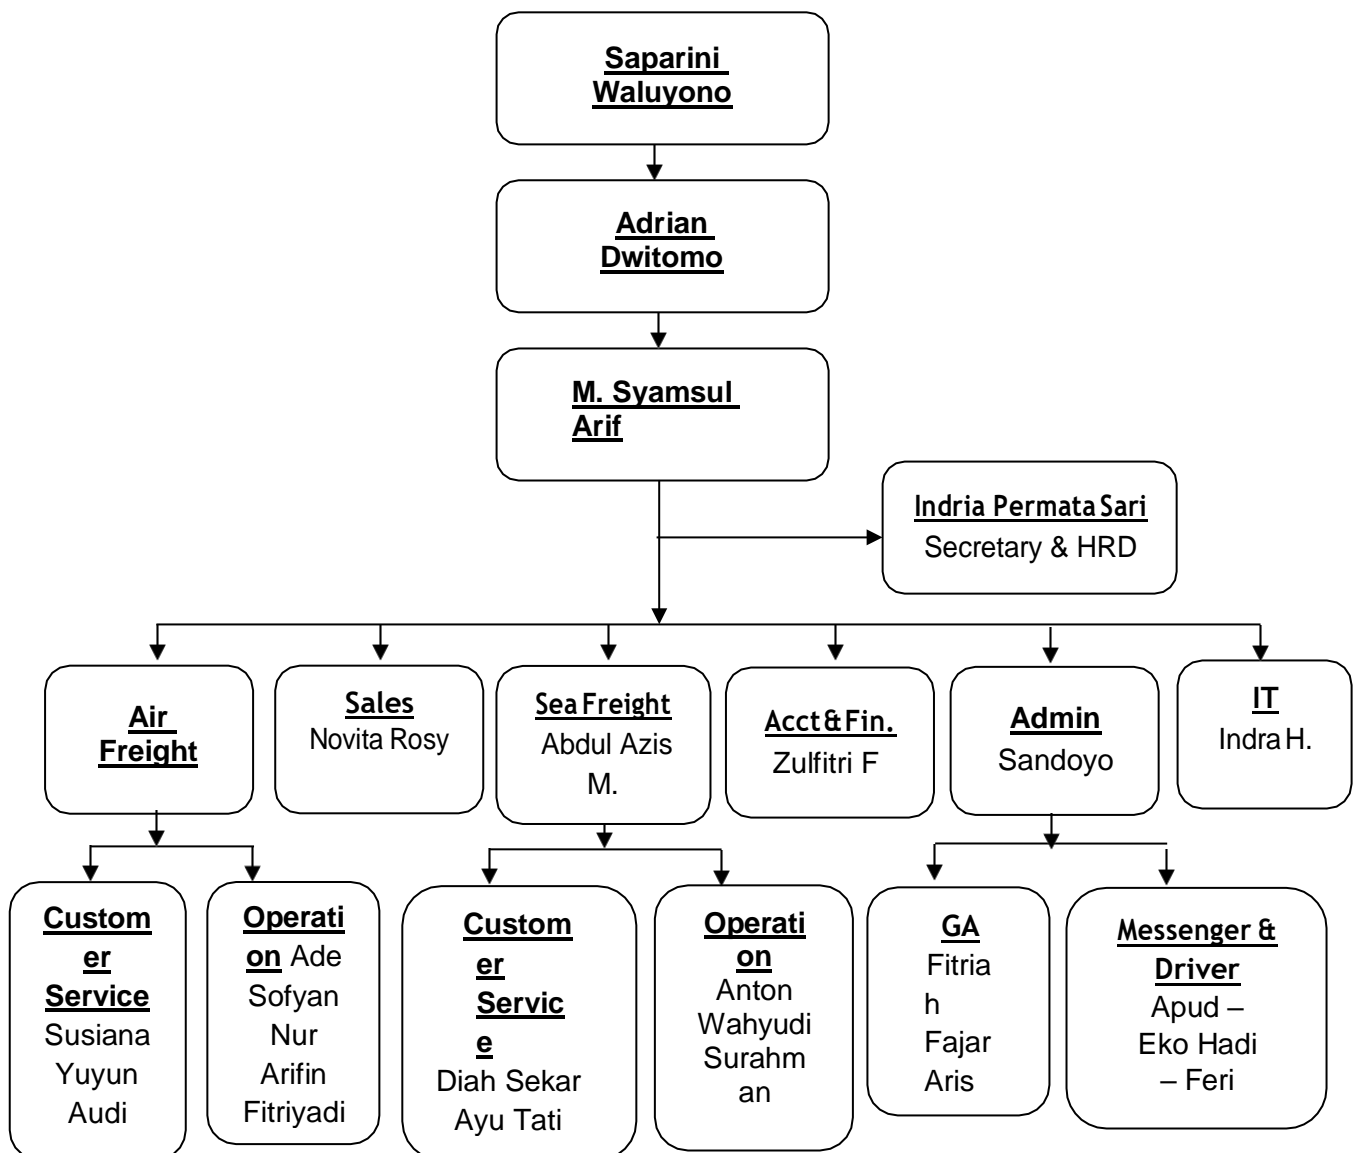 Saparini
Waluyono
Adrian
Dwitomo
M. Syamsul
Arif
Indria Permata Sari
Secretary & HRD
Air
Freight
Sales
Novita Rosy
Sea Freight
Abdul Azis
M.
Acct & Fin.
Zulfitri F
Admin
Sandoyo
IT
Indra H.
Custom
er
Service
Susiana
Yuyun
Audi
Operati
on Ade
Sofyan
Nur
Arifin
Fitriyadi
Custom
er
Servic
e
Diah Sekar
Ayu Tati
Operati
on
Anton
Wahyudi
Surahm
an
GA
Fitria
h
Fajar
Aris
Messenger &
Driver
Apud –
Eko Hadi
– Feri